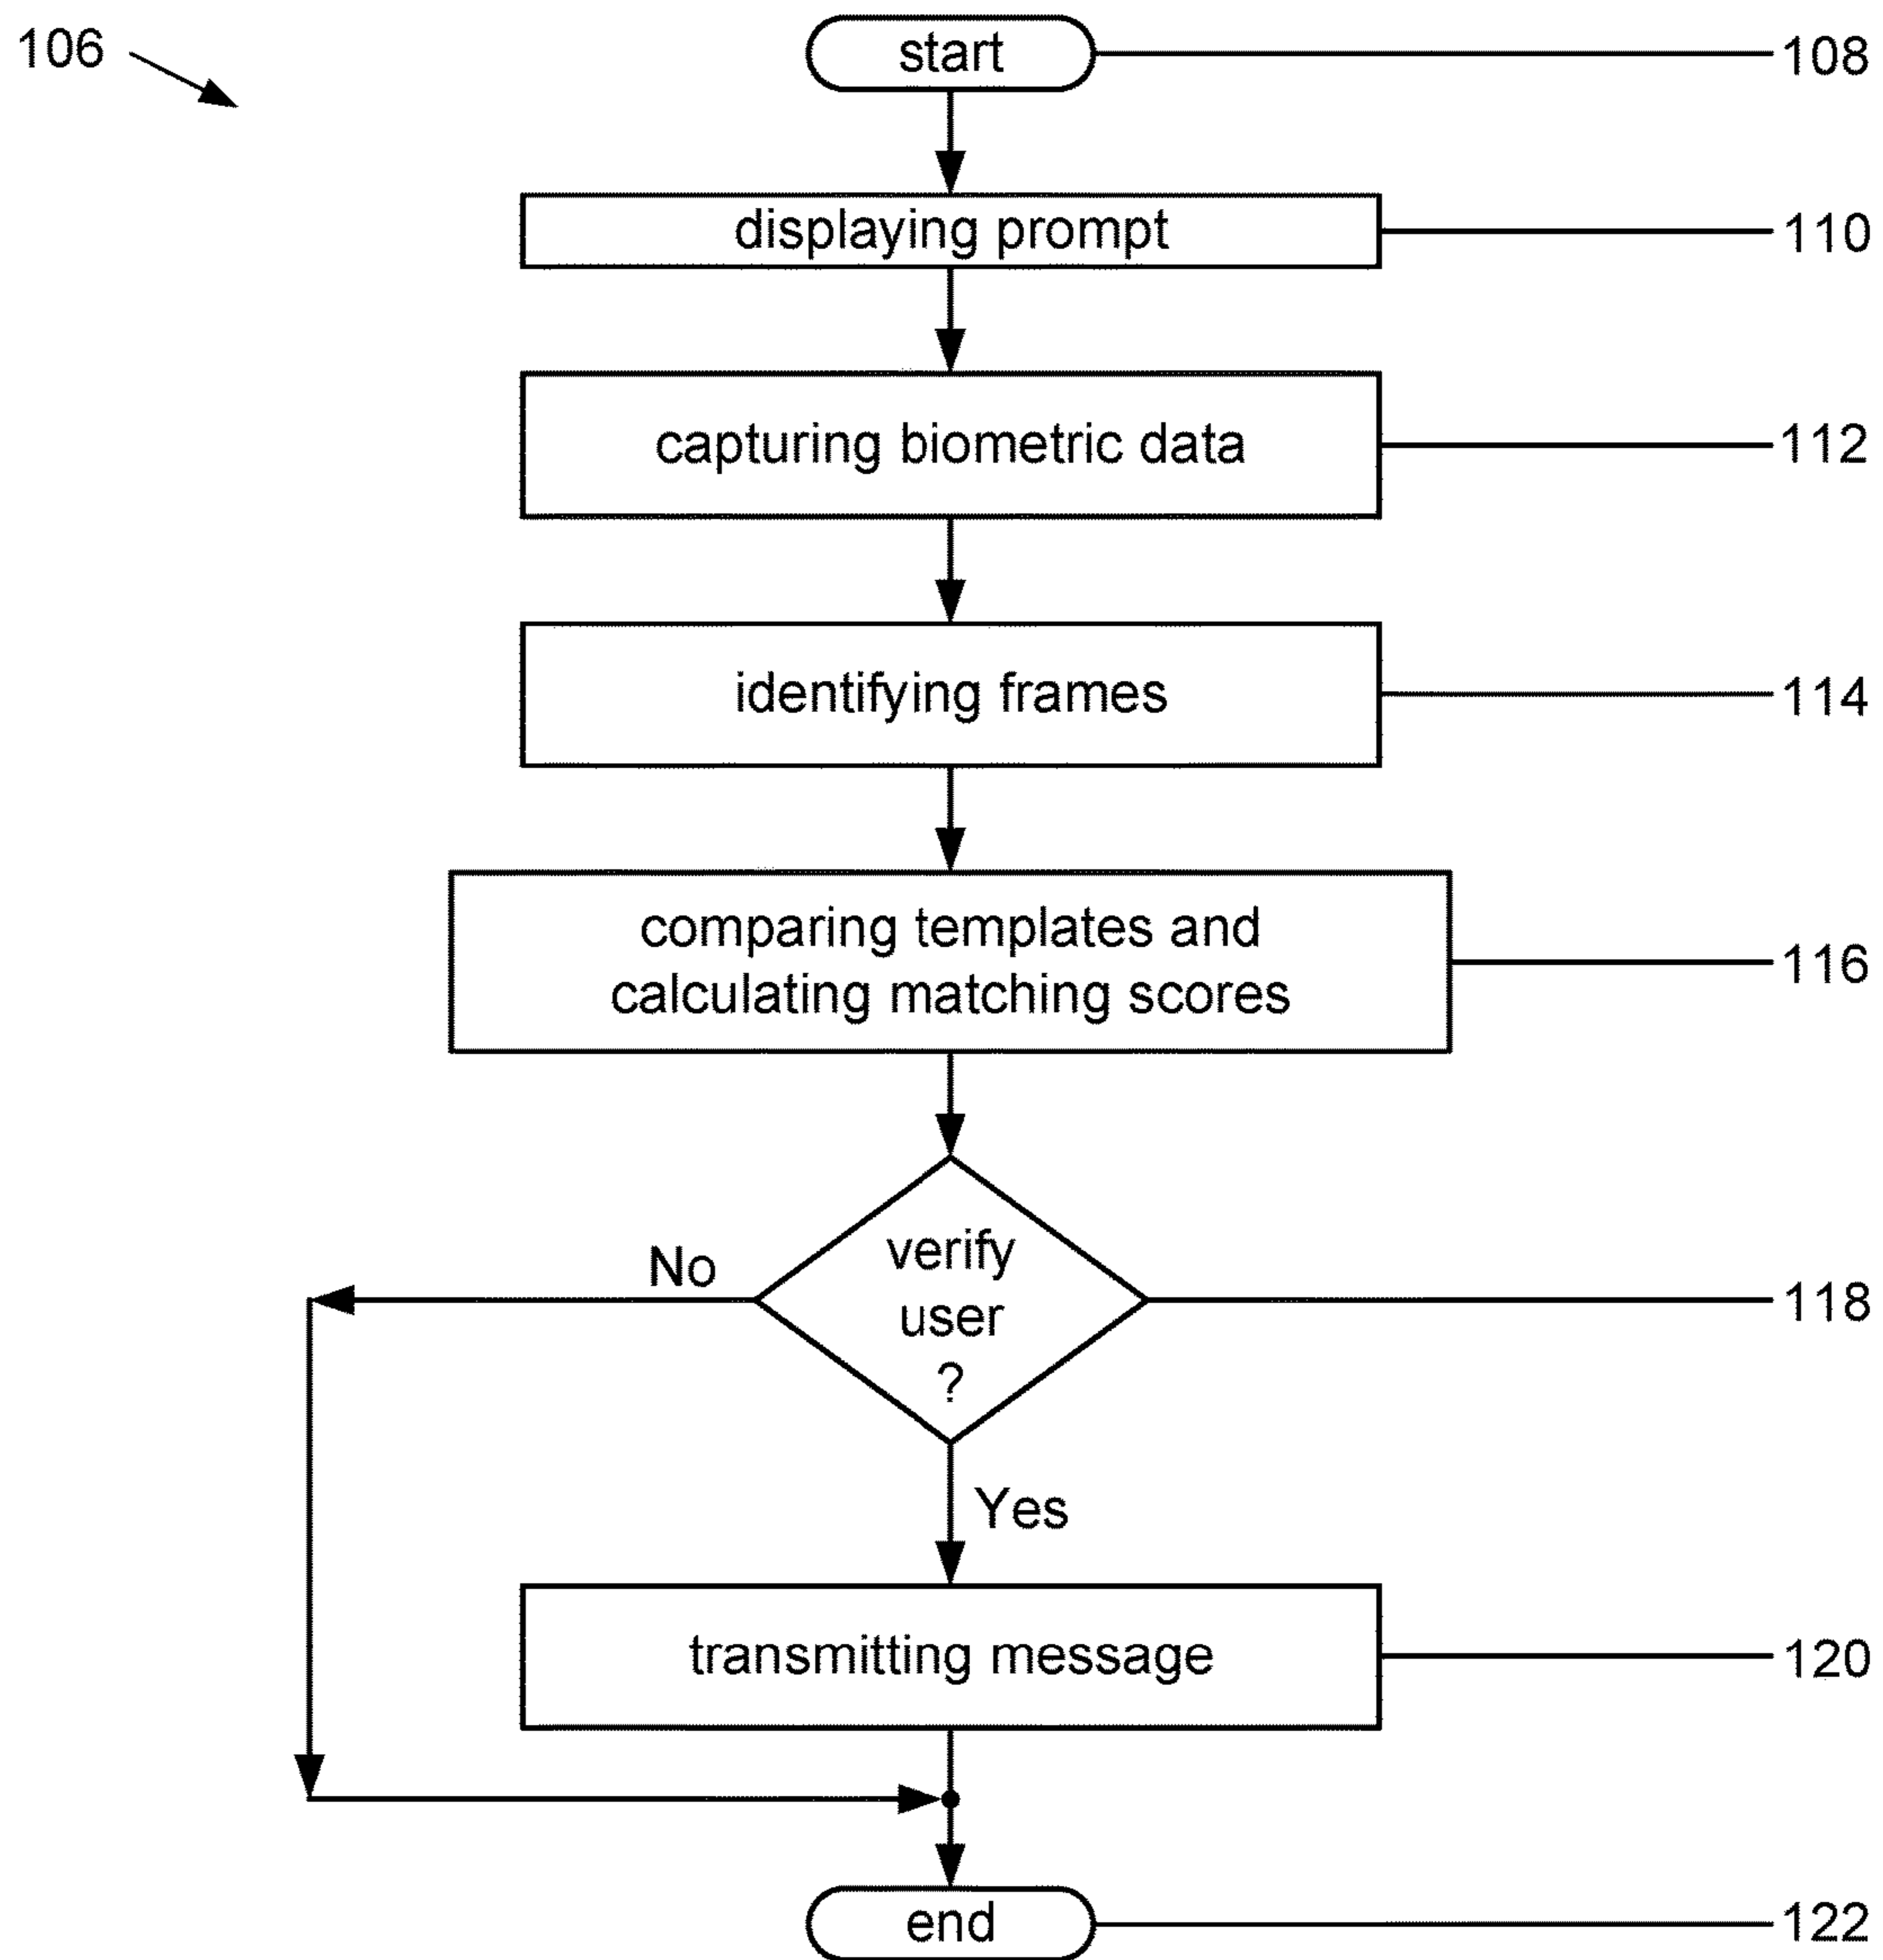 106
start
108
displaying prompt
110
capturing biometric data
112
identifying frames
114
comparing templates and
calculating matching scores
116
verify
user
?
No
118
Yes
transmitting message
120
end
122